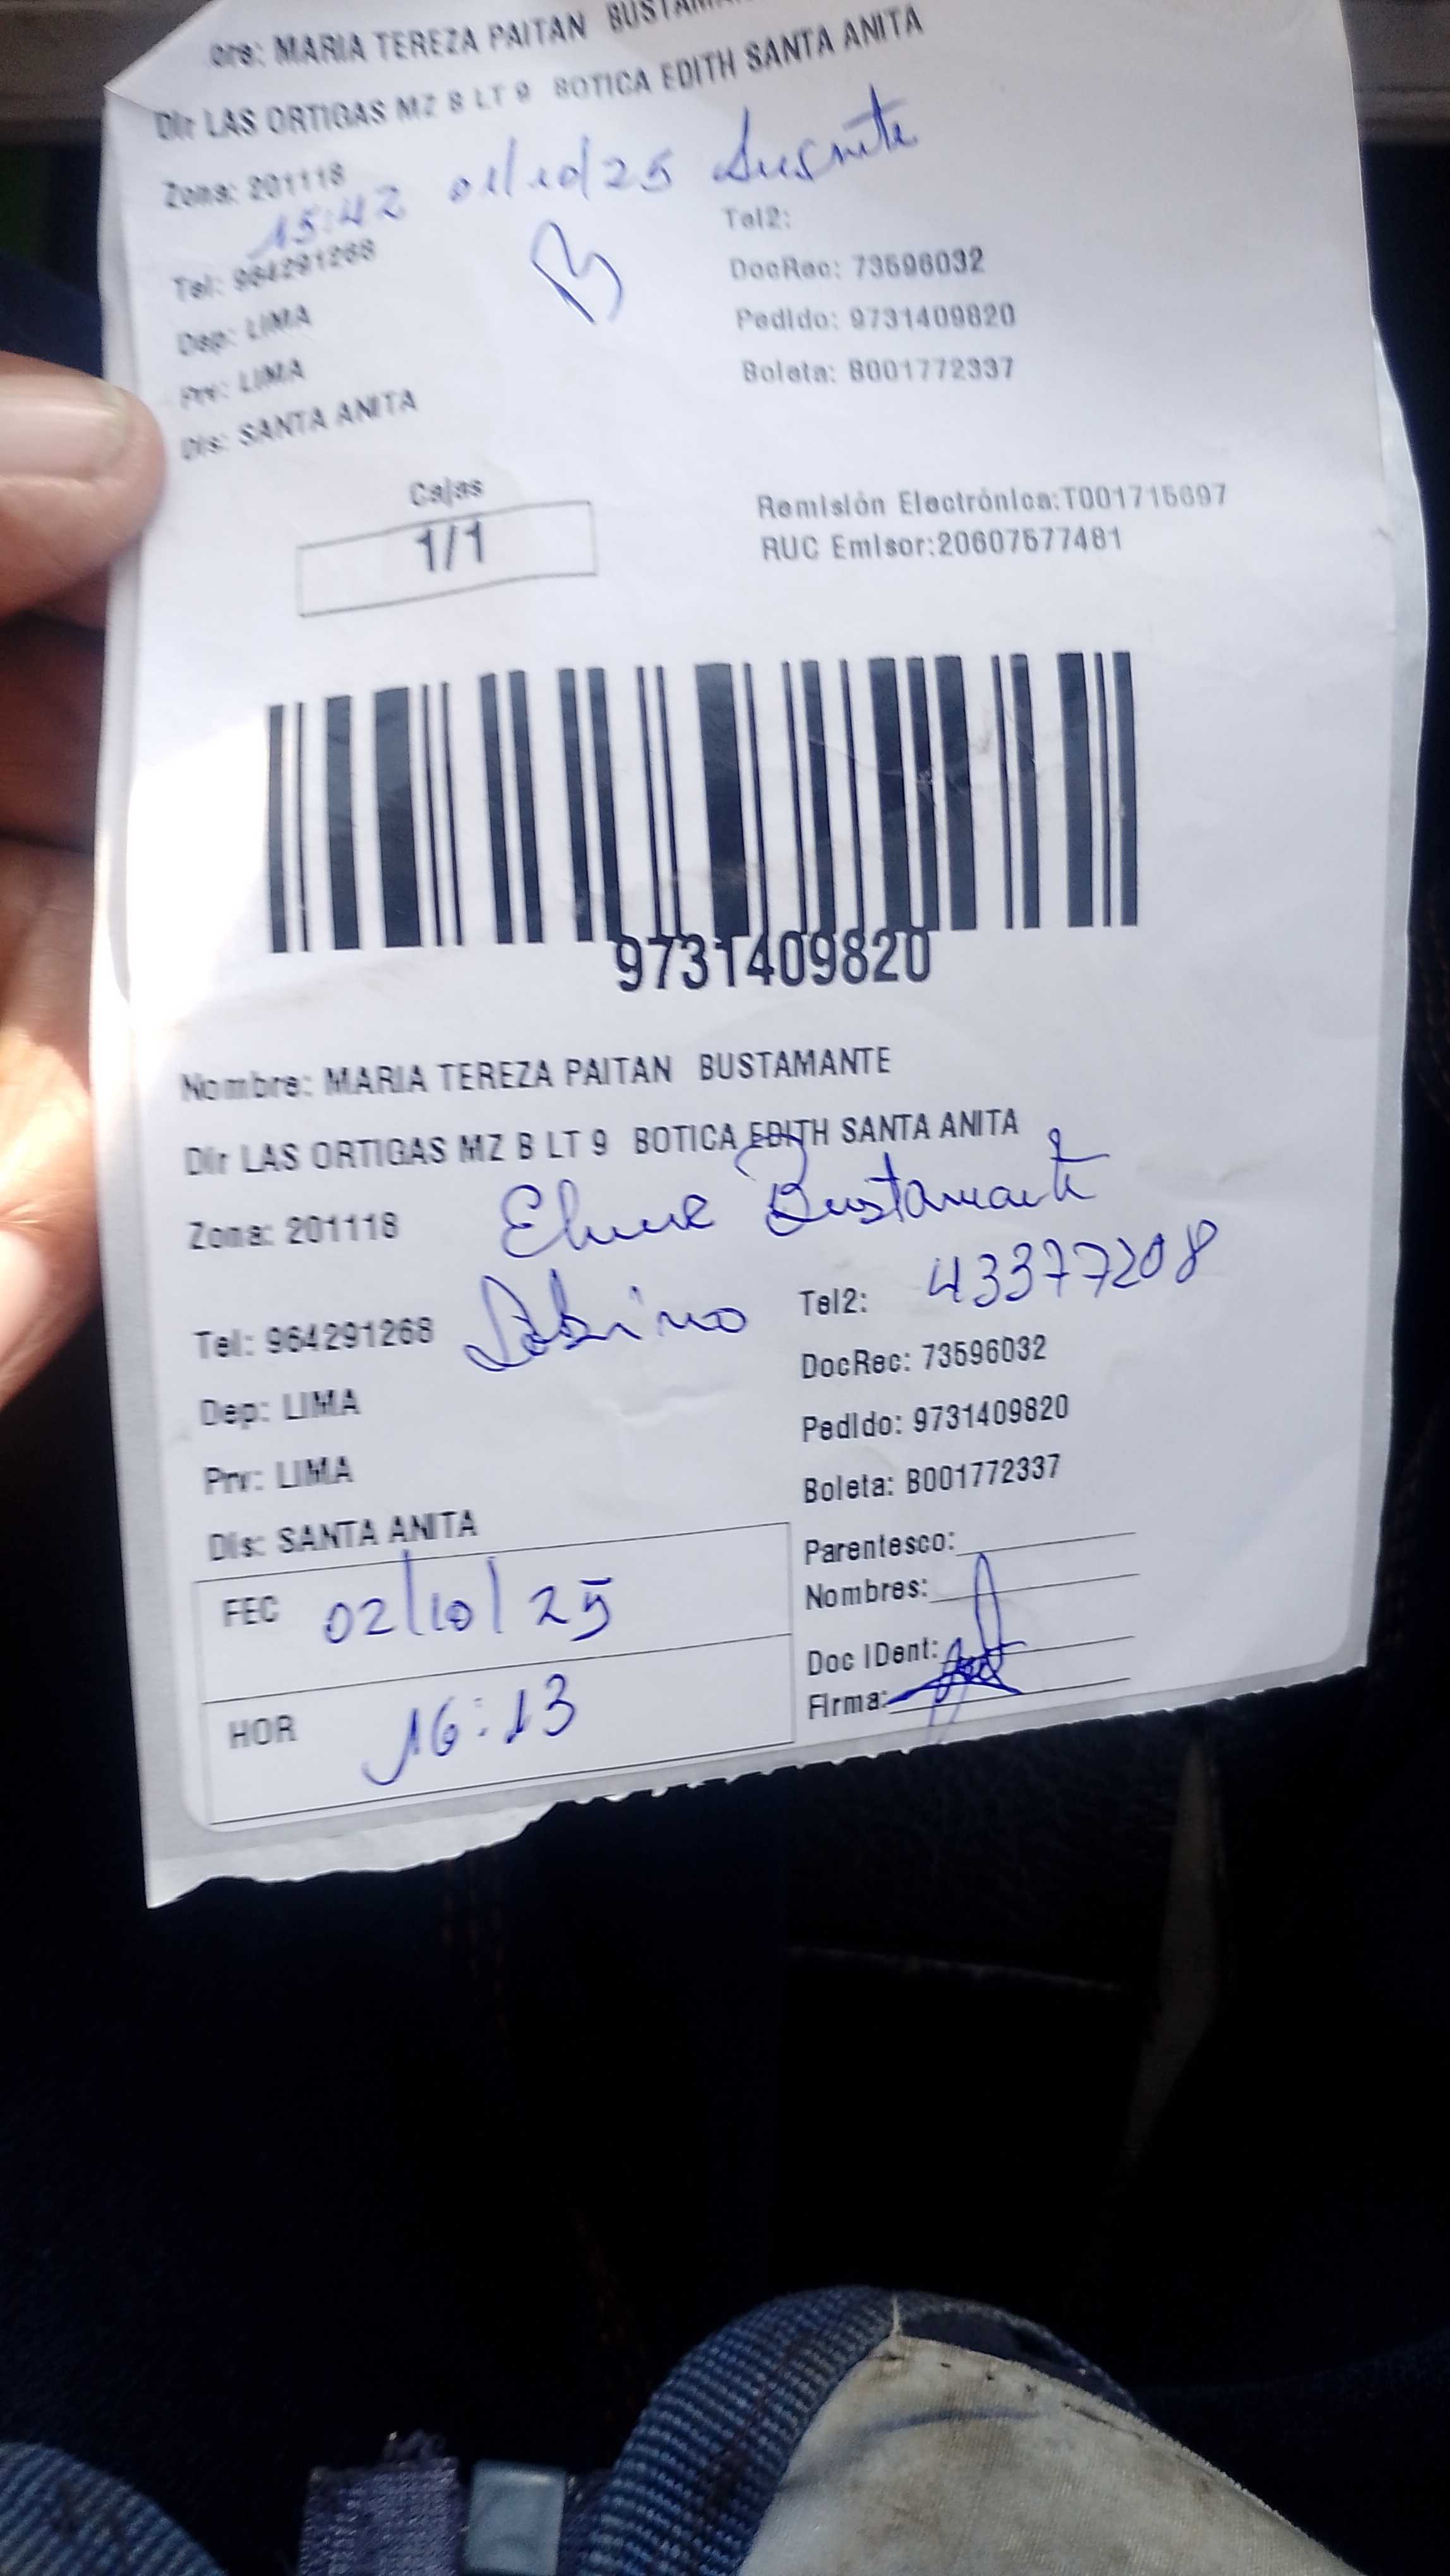 bre: MARIA TEREZA PAITAN BUSTAMAN
Dir LAS ORTIGAS MZ B LT 9 BOTICA EDITH SANTA ANITA
Zona: 201118
15:42 01/10/25 Ausente
Tel: 964291268
Tel2:
Dep: LIMA
DocRec: 73596032
Prv: LIMA
Pedido: 9731409820
Dis: SANTA ANITA
Boleta: B001772337
Cajas
1/1
Remisión Electrónica:T001715697
RUC Emisor:20607577481
9731409820
Nombre: MARIA TEREZA PAITAN BUSTAMANTE
Dir LAS ORTIGAS MZ B LT 9 BOTICA EDITH SANTA ANITA
Zona: 201118
Bustamante
Tel: 964291268
Tel2: 43377208
Dep: LIMA
DocRec: 73596032
Prv: LIMA
Pedido: 9731409820
Dis: SANTA ANITA
Boleta: B001772337
FEC 02/10/25
HOR 16:13
Parentesco:
Nombres:
Doc IDent:
Firma: